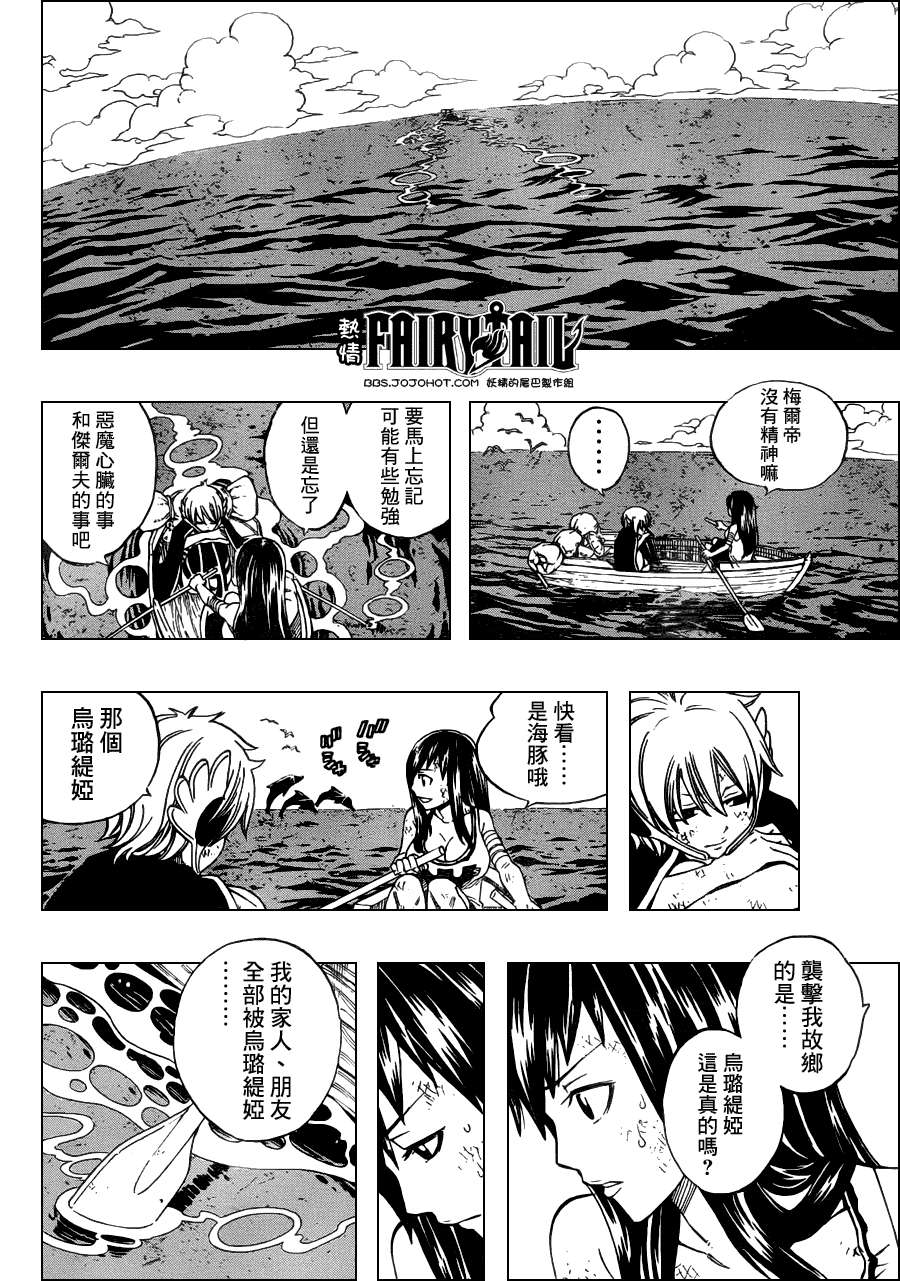 熱情
FAIRY TAIL
BBS.JOJOHOT.COM 妖精的尾巴製作組
梅爾帝
沒有精神嘛
……
要馬上忘記
可能有些勉強
但還是忘了
惡魔心臟的事
和傑爾夫的事吧
快看……
是海豚哦
那個
烏璐緹婭
襲擊我故鄉
的是……
烏璐緹婭
這是真的嗎?
我的家人、朋友
全部被烏璐緹婭
………